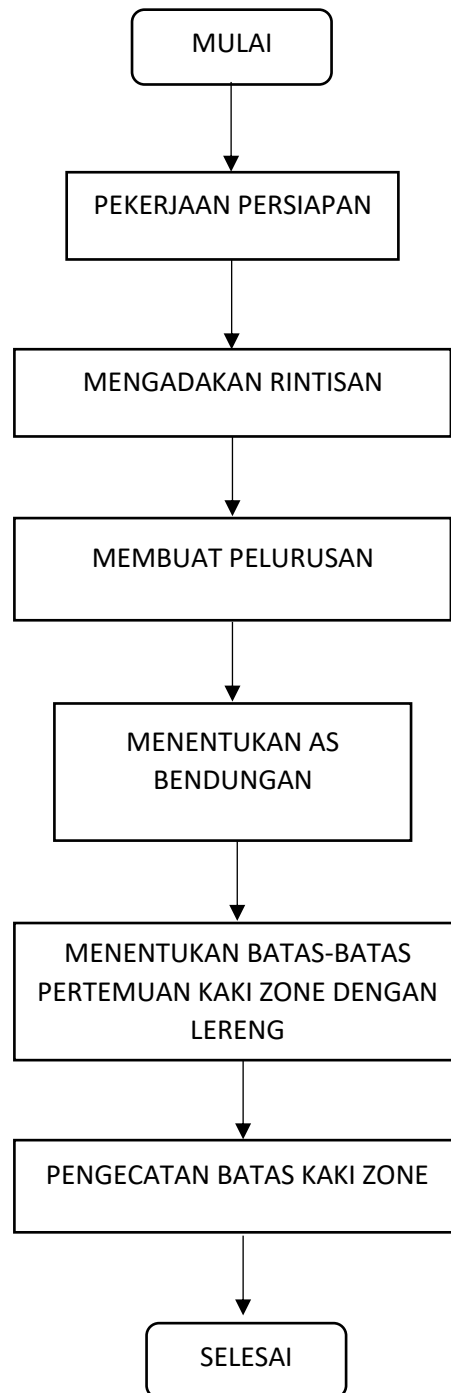 MULAI
PEKERJAAN PERSIAPAN
MENGADAKAN RINTISAN
MEMBUAT PELURUSAN
MENENTUKAN AS
BENDUNGAN
MENENTUKAN BATAS-BATAS
PERTEMUAN KAKI ZONE DENGAN
LERENG
PENGECATAN BATAS KAKI ZONE
SELESAI